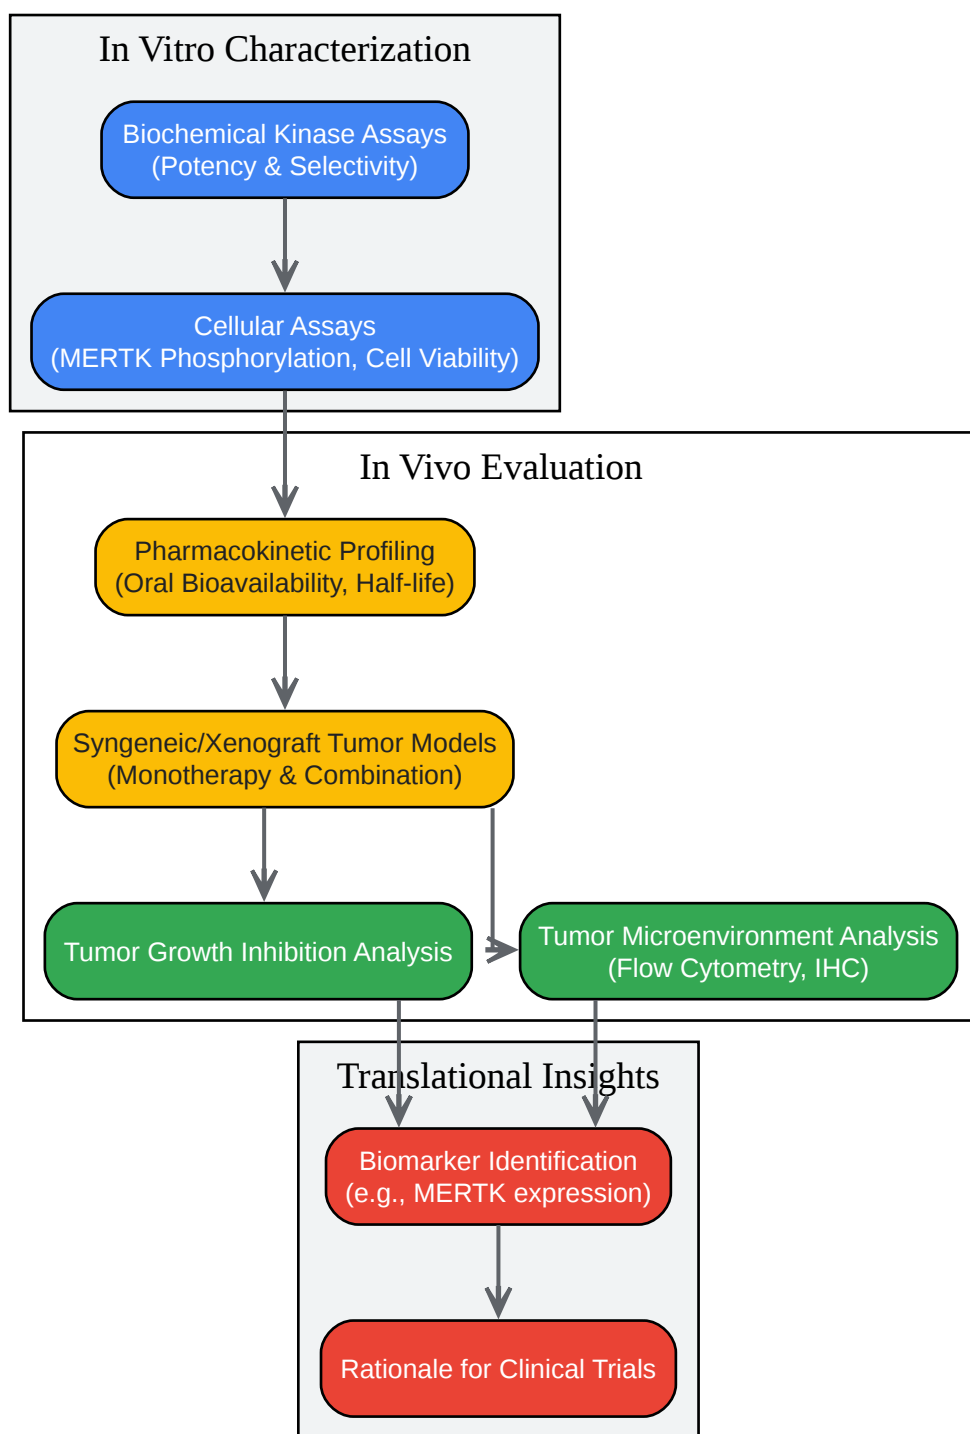 In Vitro Characterization
Biochemical Kinase Assays
(Potency & Selectivity)
Cellular Assays
(MERTK Phosphorylation, Cell Viability)
In Vivo Evaluation
Pharmacokinetic Profiling
(Oral Bioavailability, Half-life)
Syngeneic/Xenograft Tumor Models
(Monotherapy & Combination)
Tumor Growth Inhibition Analysis
Tumor Microenvironment Analysis
(Flow Cytometry, IHC)
Translational Insights
Biomarker Identification
(e.g., MERTK expression)
Rationale for Clinical Trials